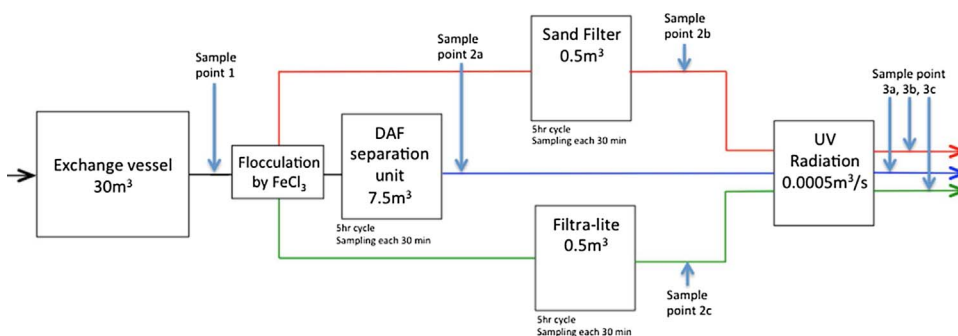 Sample
point 1
Exchange vessel
30m³
Flocculation
by FeCl₃
DAF
separation
unit
7.5m³
5hr cycle
Sampling each 30 min
Sample
point 2a
Sand Filter
0.5m³
5hr cycle
Sampling each 30 min
Sample
point 2b
Filtra-lite
0.5m³
5hr cycle
Sampling each 30 min
Sample
point 2c
UV
Radiation
0.0005m³/s
Sample point
3a, 3b, 3c